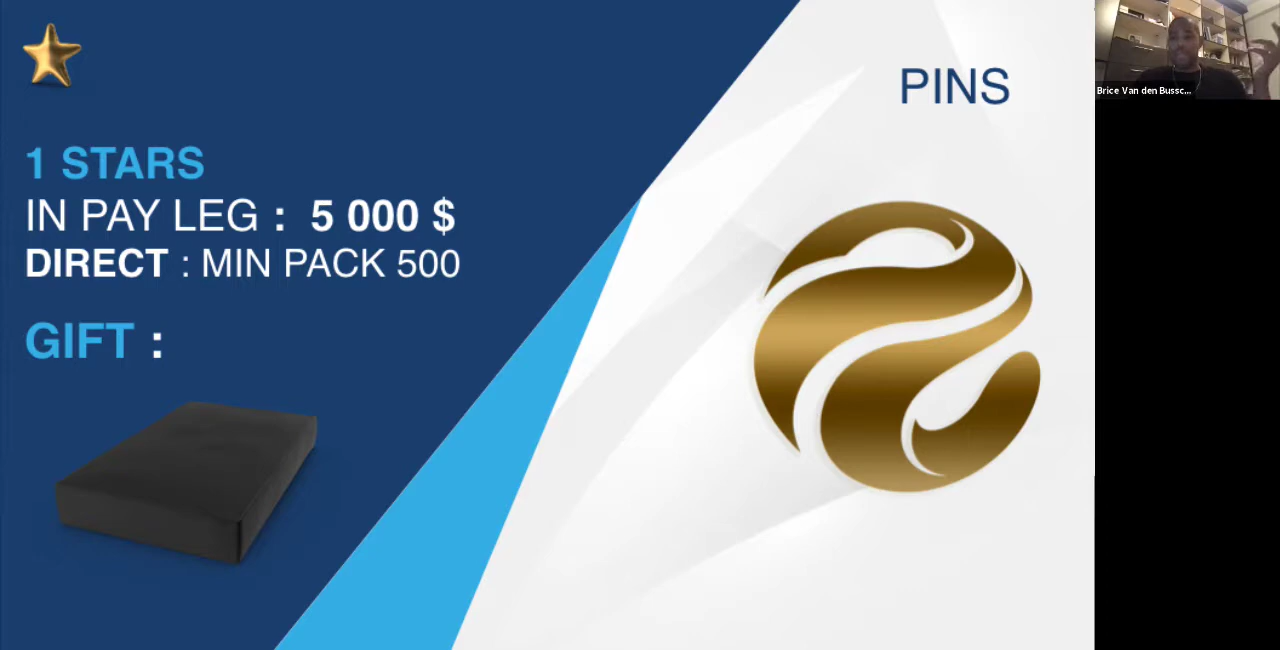 PINS
Brice Van den Bussc...
1 STARS
IN PAY LEG : 5 000 $
DIRECT : MIN PACK 500
GIFT :